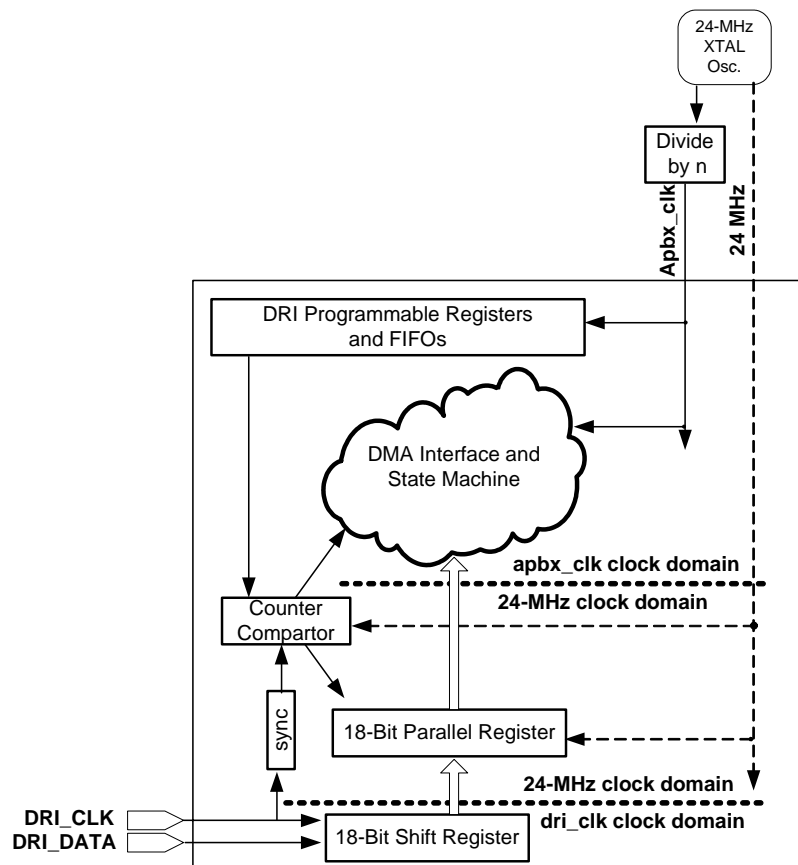 24-MHz
XTAL
Osc.
Divide
by n
Apbx_clk
24 MHz
DRI Programmable Registers
and FIFOs
DMA Interface and
State Machine
apbx_clk clock domain
24-MHz clock domain
Counter
Compartor
sync
18-Bit Parallel Register
24-MHz clock domain
dri_clk clock domain
DRI_CLK
DRI_DATA
18-Bit Shift Register